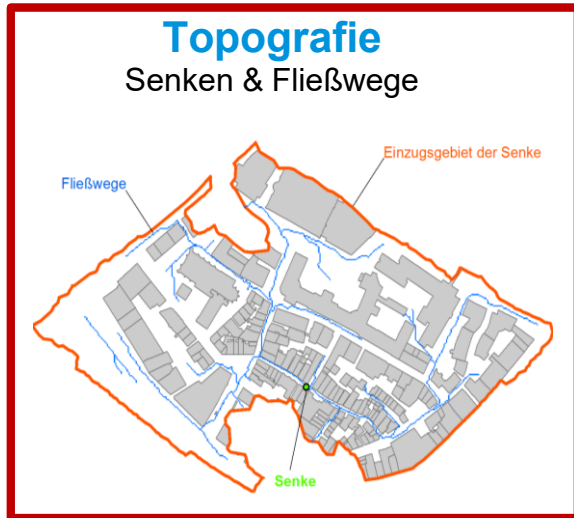 Topografie
Senken & Fließwege
Einzugsgebiet der Senke
Fließwege
Senke